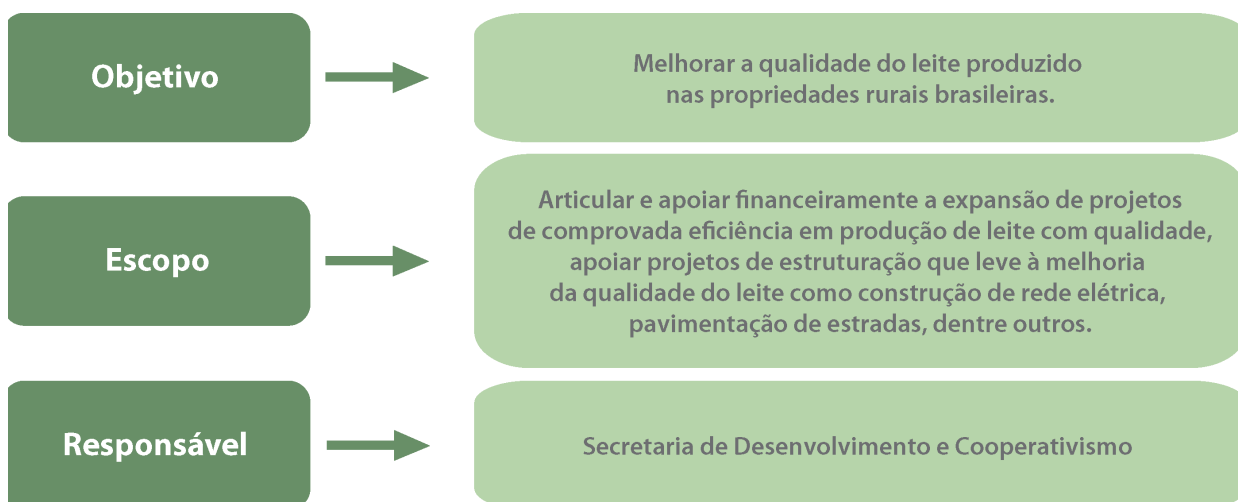 Objetivo
Melhorar a qualidade do leite produzido
nas propriedades rurais brasileiras.
Escopo
Articular e apoiar financeiramente a expansão de projetos
de comprovada eficiência em produção de leite com qualidade,
apoiar projetos de estruturação que leve à melhoria
da qualidade do leite como construção de rede elétrica,
pavimentação de estradas, dentre outros.
Responsável
Secretaria de Desenvolvimento e Cooperativismo